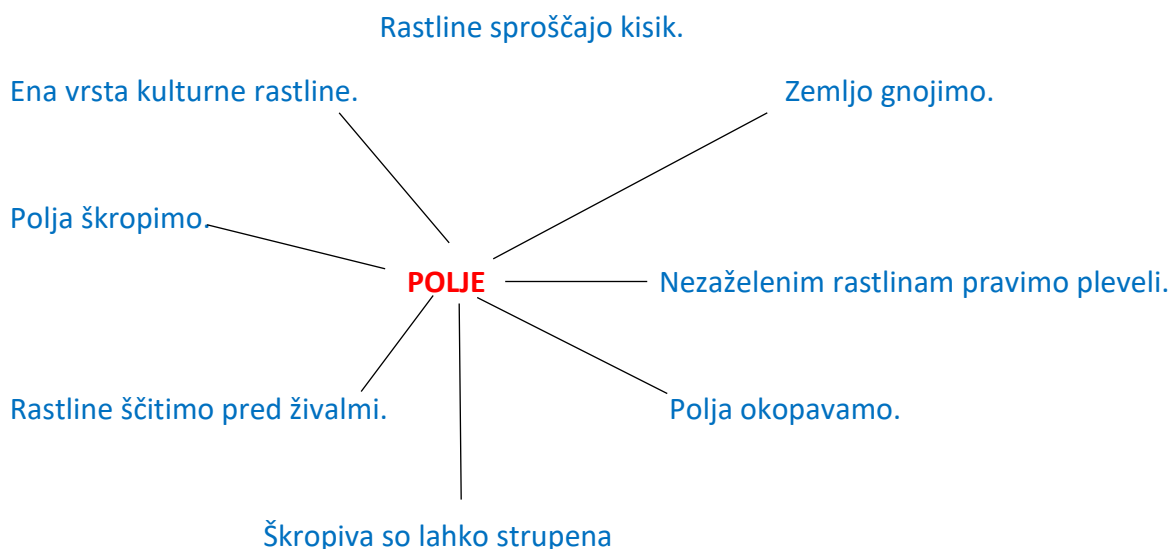 Rastline sproščajo kisik.
Ena vrsta kulturne rastline.
Zemljo gnojimo.
Polja škropimo.
POLJE
Nezaželenim rastlinam pravimo pleveli.
Rastline ščitimo pred živalmi.
Polja okopavamo.
Škropiva so lahko strupena